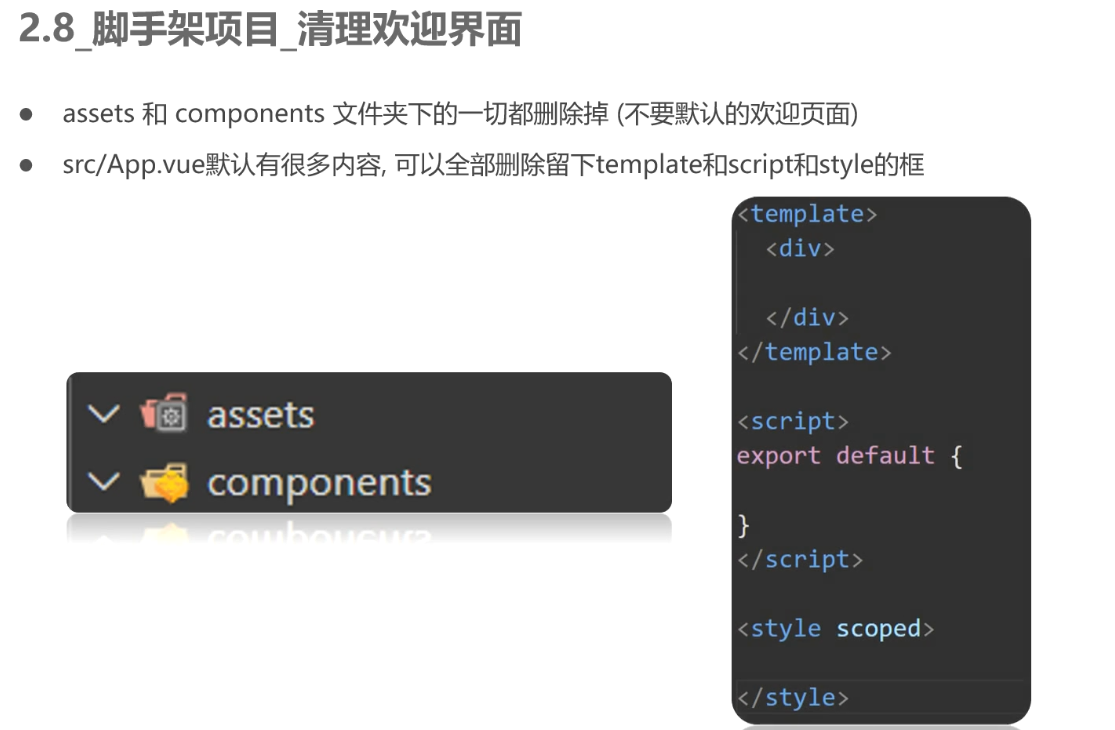 2.8_脚手架项目_清理欢迎界面
● assets 和 components 文件夹下的一切都删除掉 (不要默认的欢迎页面)
● src/App.vue默认有很多内容, 可以全部删除留下template和script和style的框
assets
components
<template>
  <div>

  </div>
</template>

<script>
export default {

}
</script>

<style scoped>

</style>